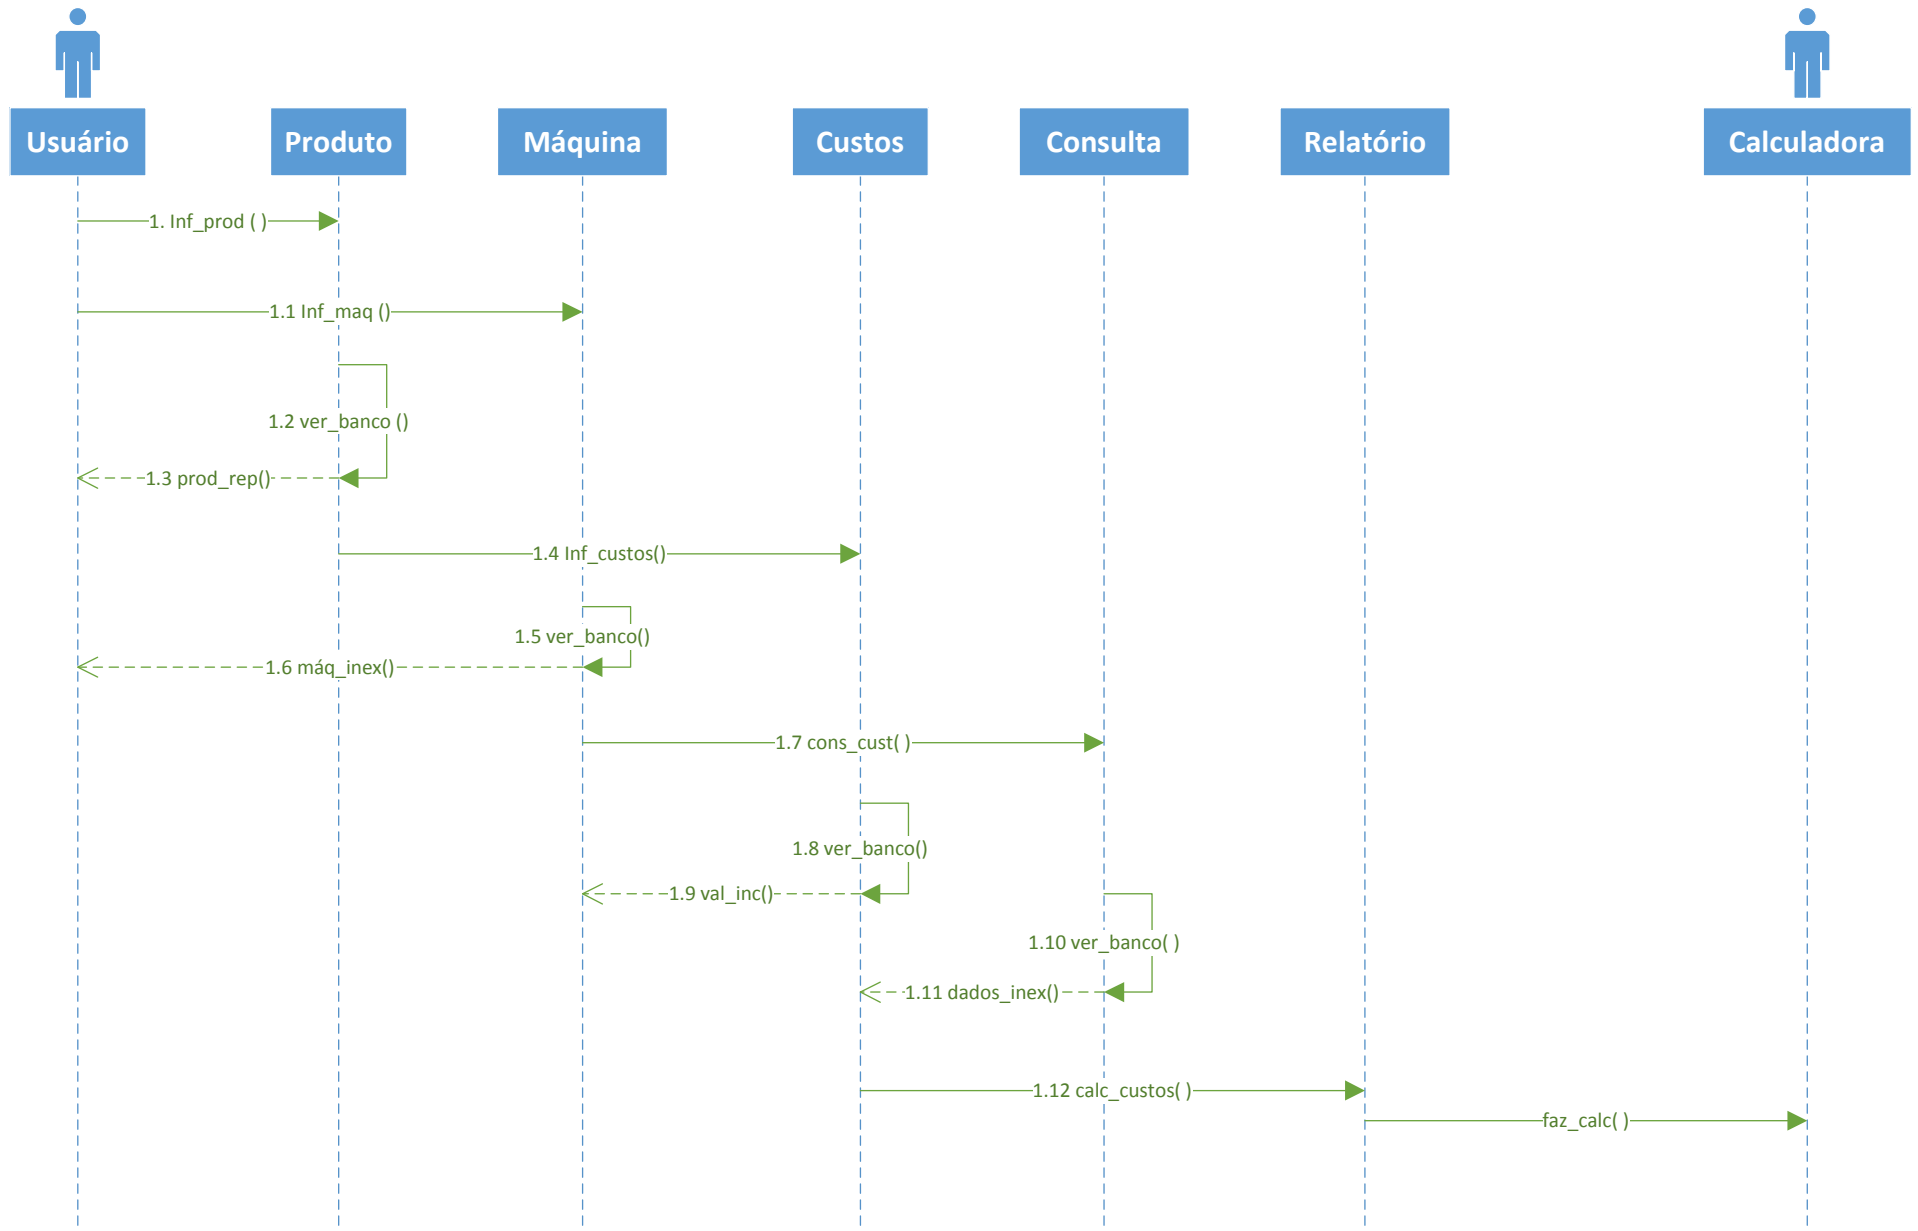 Usuário
Produto
Máquina
Custos
Consulta
Relatório
Calculadora
1. Inf_prod ( )
1.1 Inf_maq ()
1.2 ver_banco ()
1.3 prod_rep()
1.4 Inf_custos()
1.5 ver_banco()
1.6 máq_inex()
1.7 cons_cust( )
1.8 ver_banco()
1.9 val_inc()
1.10 ver_banco( )
1.11 dados_inex()
1.12 calc_custos( )
faz_calc( )